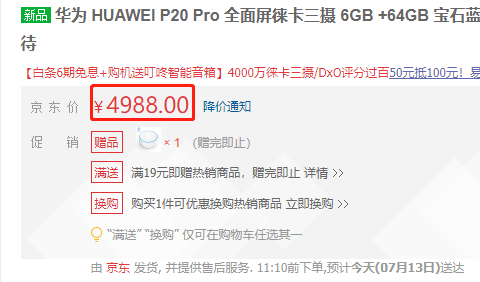 新品 华为 HUAWEI P20 Pro 全面屏徕卡三摄 6GB +64GB 宝石蓝
待
【白条6期免息+购机送叮咚智能音箱】4000万徕卡三摄/DxO评分过百50元抵100元！易
京东价 ￥4988.00 降价通知
促销 赠品 × 1 (赠完即止)
满送 满19元即赠热销商品，赠完即止 详情 >>
换购 购买1件可优惠换购热销商品 立即换购 >>
“满送”“换购” 仅可在购物车任选其一
由 京东 发货, 并提供售后服务. 11:10前下单,预计今天(07月13日)送达